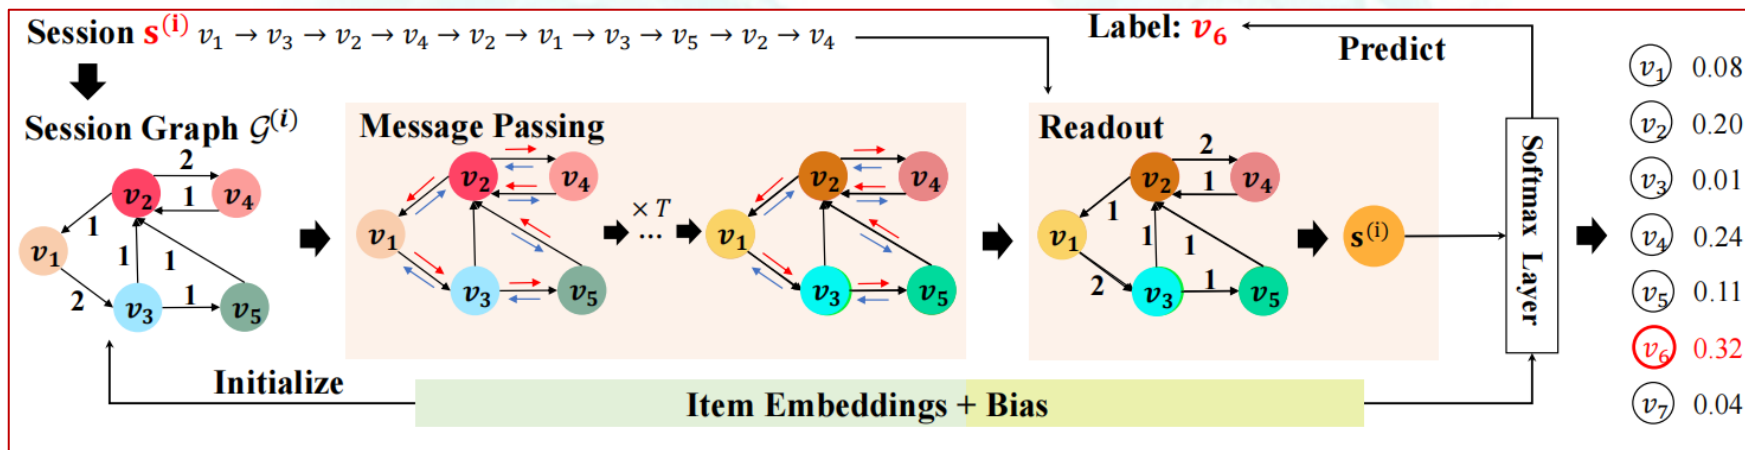 Session s⁽ⁱ⁾ v₁ → v₃ → v₂ → v₄ → v₂ → v₁ → v₃ → v₅ → v₂ → v₄
Label: v₆
Predict
Session Graph 𝒢⁽ⁱ⁾
v₂ v₄ v₁ v₃ v₅
2 1 1 1 1 2 1
Message Passing
v₂ v₄ v₁ v₃ v₅
× T
...
v₂ v₄ v₁ v₃ v₅
Readout
v₂ v₄ v₁ v₃ v₅
2 1 1 1 1 2 1
s⁽ⁱ⁾
Softmax Layer
v₁ 0.08
v₂ 0.20
v₃ 0.01
v₄ 0.24
v₅ 0.11
v₆ 0.32
v₇ 0.04
Initialize
Item Embeddings + Bias